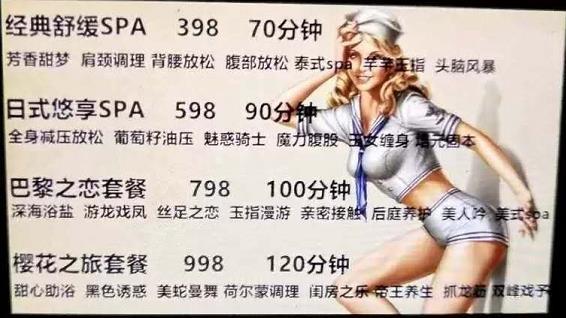 经典舒缓SPA 398 70分钟
芳香甜梦 肩颈调理 背腰放松 腹部放松 泰式spa 芊芊玉指 头脑风暴
日式悠享SPA 598 90分钟
全身减压放松 葡萄籽油压 魅惑骑士 魔力腹股 玉女缠身 培元固本
巴黎之恋套餐 798 100分钟
深海浴盐 游龙戏凤 丝足之恋 玉指漫游 亲密接触 后庭养护 美人吟 美式spa
樱花之旅套餐 998 120分钟
甜心助浴 黑色诱惑 美蛇曼舞 荷尔蒙调理 闺房之乐 帝王养生 抓龙筋 双峰戏予